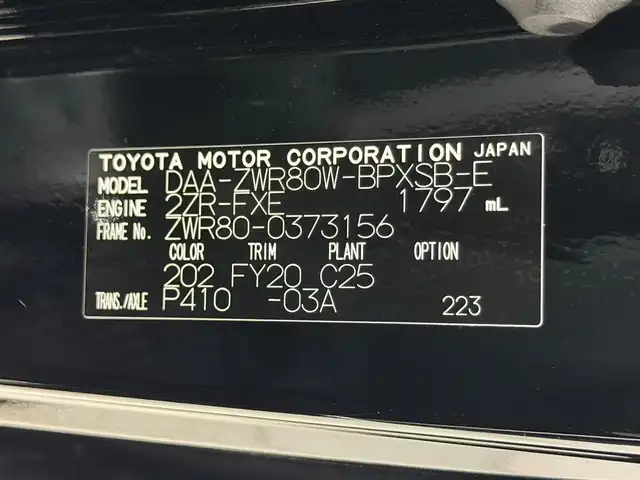 TOYOTA MOTOR CORPORATION JAPAN
MODEL DAA-ZWR80W-BPXSB-E
ENGINE 2ZR-FXE 1797 mL
FRAME No. ZWR80-0373156
COLOR TRIM PLANT OPTION
202 FY20 C25
TRANS./AXLE P410 -03A 223